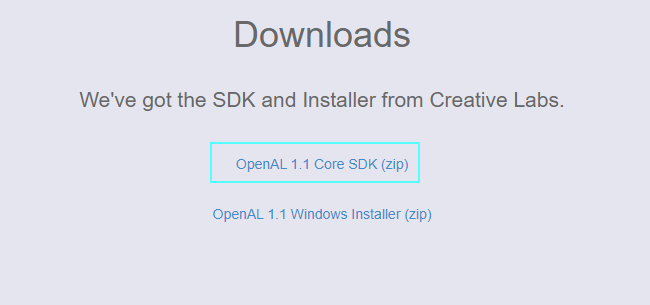 Downloads
We've got the SDK and Installer from Creative Labs.
OpenAL 1.1 Core SDK (zip)
OpenAL 1.1 Windows Installer (zip)